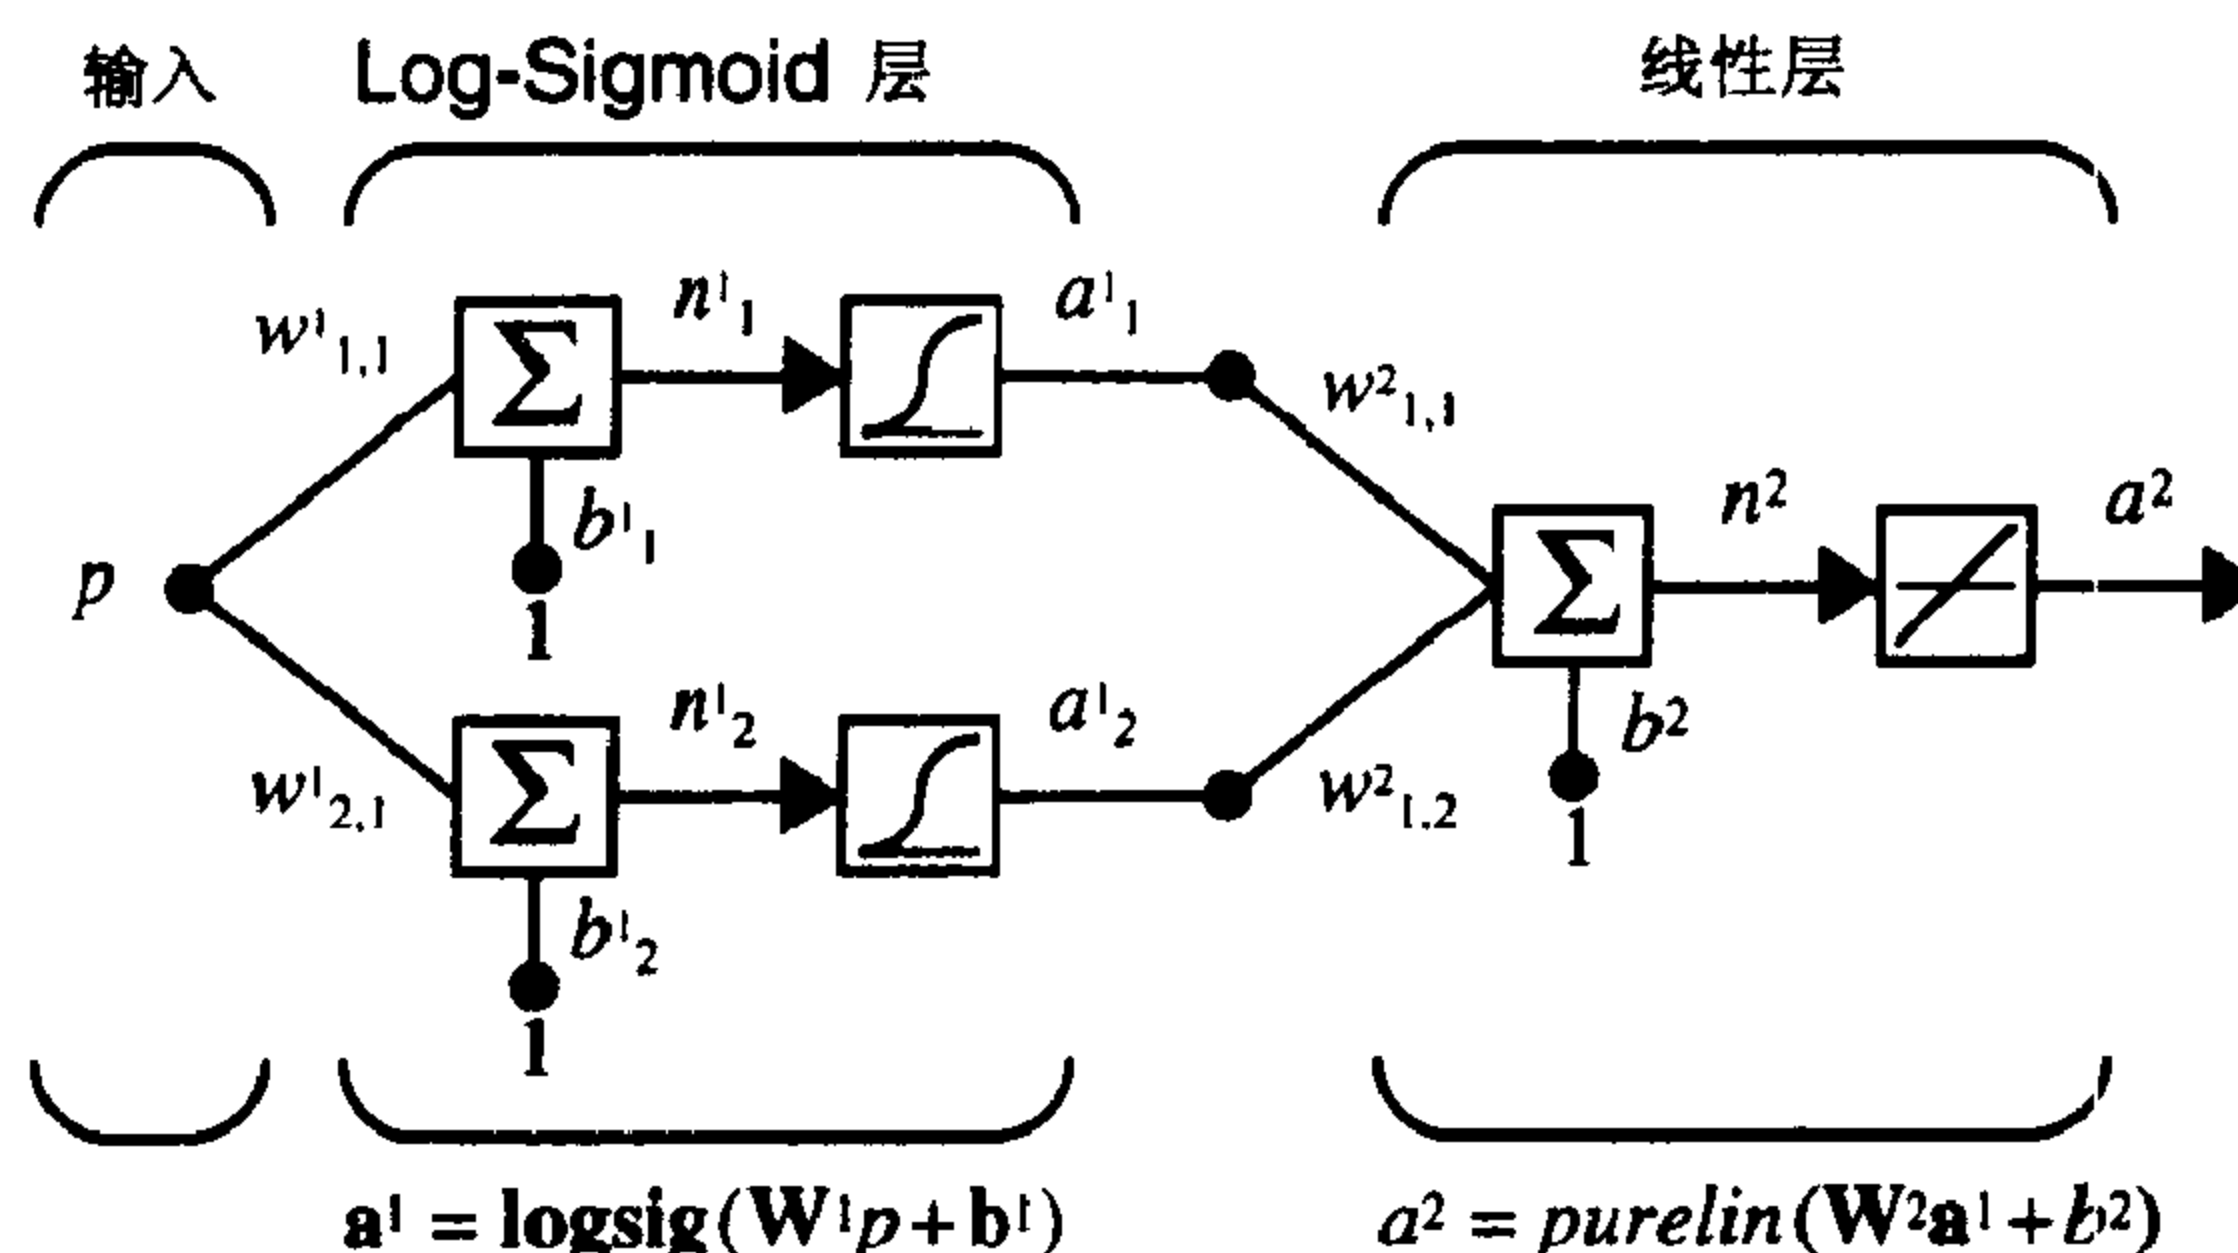 输入 Log-Sigmoid 层 线性层
w¹₁,₁ n¹₁ a¹₁ w²₁,₁
b¹₁
1
n² a²
p
w¹₂,₁ n¹₂ a¹₂ w²₁,₂
b²
1
b¹₂
1
a¹ = logsig(W¹p+b¹) a² = purelin(W²a¹+b²)
Σ
Σ
Σ